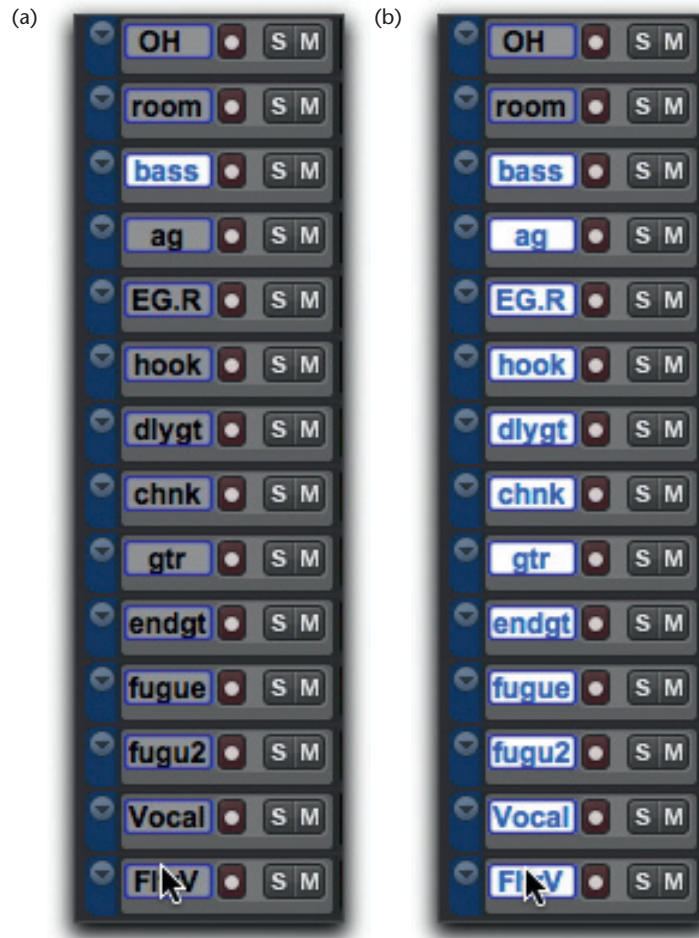 (a)
OH S M
room S M
bass S M
ag S M
EG.R S M
hook S M
dlygt S M
chnk S M
gtr S M
endgt S M
fugue S M
fugu2 S M
Vocal S M
S M
(b)
OH S M
room S M
bass S M
ag S M
EG.R S M
hook S M
dlygt S M
chnk S M
gtr S M
endgt S M
fugue S M
fugu2 S M
Vocal S M
S M